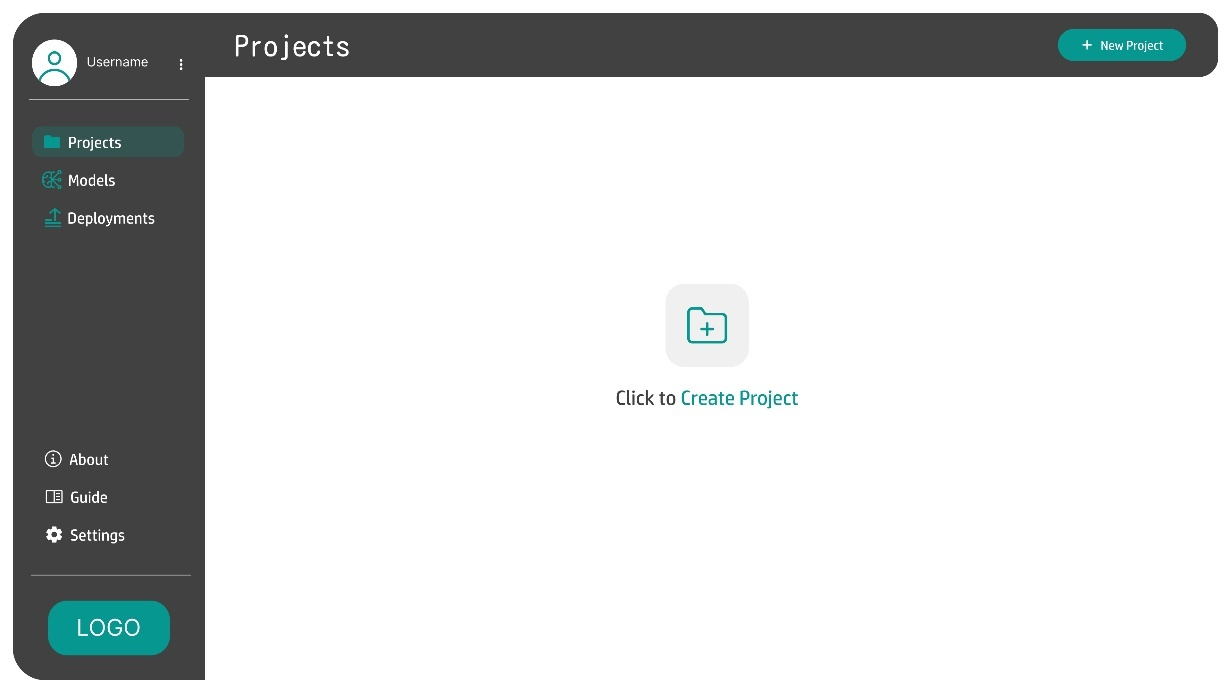 Username
Projects
+ New Project
Projects
Models
Deployments
Click to Create Project
About
Guide
Settings
LOGO